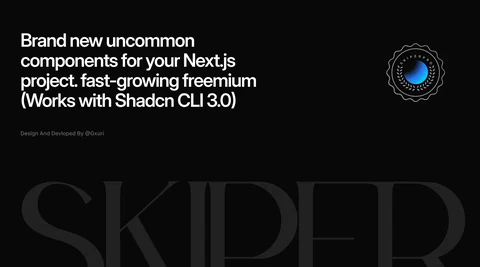 Brand new uncommon
components for your Next.js
project. fast-growing freemium
(Works with Shadcn CLI 3.0)
Design And Devloped By @Gxuri
SKIPER